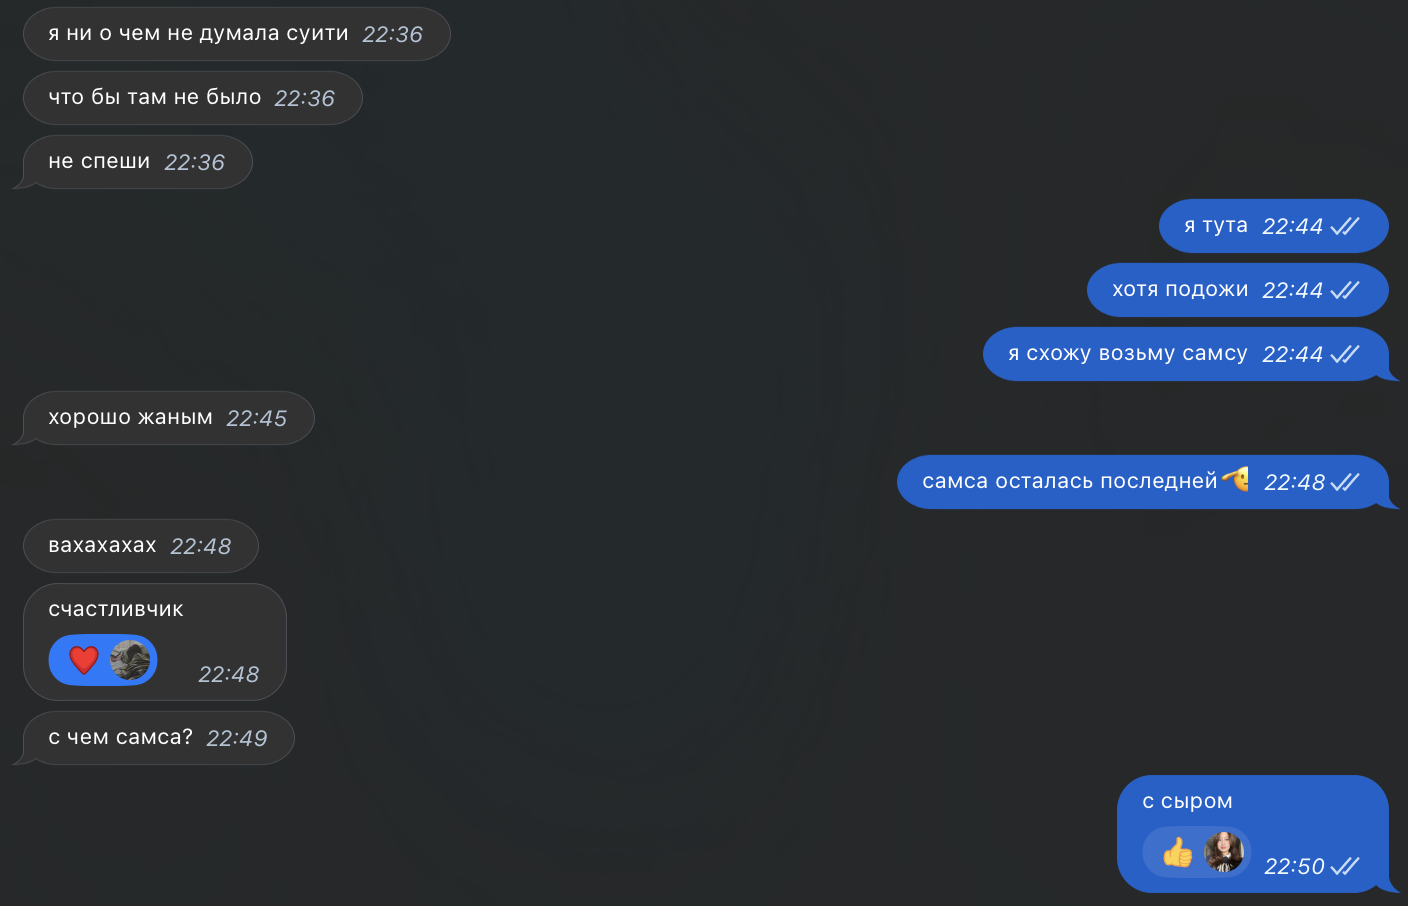 я ни о чем не думала суити 22:36
что бы там не было 22:36
не спеши 22:36
я тута 22:44
хотя подожи 22:44
я схожу возьму самсу 22:44
хорошо жаным 22:45
самса осталась последней 22:48
вахахахах 22:48
счастливчик
22:48
с чем самса? 22:49
с сыром
22:50